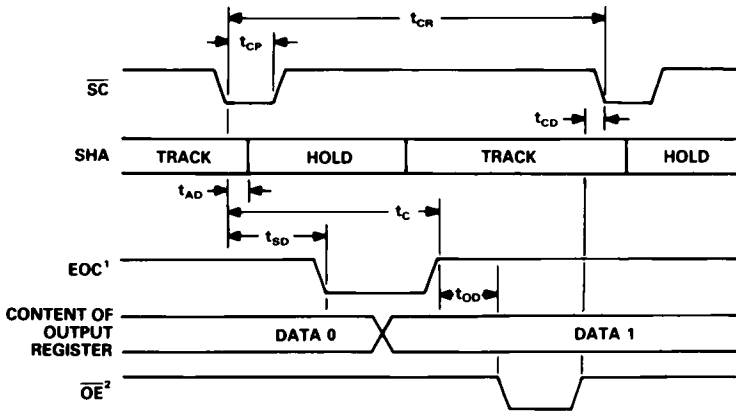 tCR
tCP
SC
tCD
SHA
TRACK HOLD TRACK HOLD
tAD
tC
tSD
EOC¹
tOD
CONTENT OF
OUTPUT
REGISTER
DATA 0 DATA 1
OE²